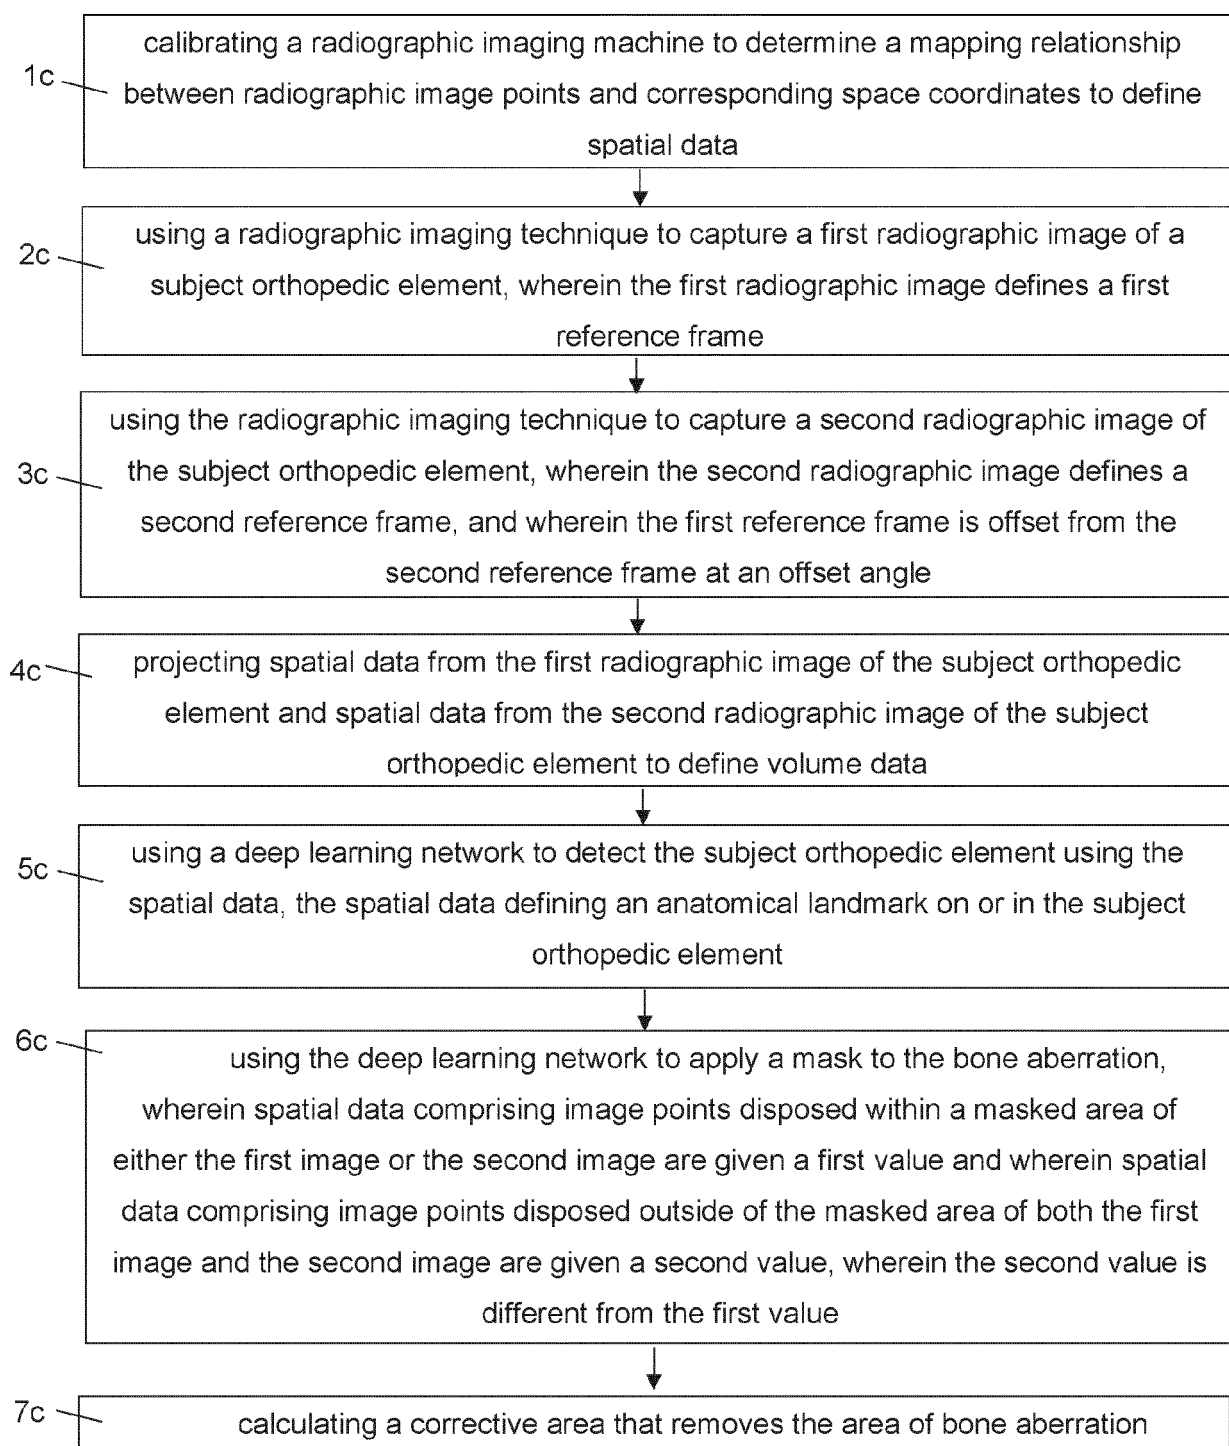 1c
calibrating a radiographic imaging machine to determine a mapping relationship
between radiographic image points and corresponding space coordinates to define
spatial data
2c
using a radiographic imaging technique to capture a first radiographic image of a
subject orthopedic element, wherein the first radiographic image defines a first
reference frame
3c
using the radiographic imaging technique to capture a second radiographic image of
the subject orthopedic element, wherein the second radiographic image defines a
second reference frame, and wherein the first reference frame is offset from the
second reference frame at an offset angle
4c
projecting spatial data from the first radiographic image of the subject orthopedic
element and spatial data from the second radiographic image of the subject
orthopedic element to define volume data
5c
using a deep learning network to detect the subject orthopedic element using the
spatial data, the spatial data defining an anatomical landmark on or in the subject
orthopedic element
6c
using the deep learning network to apply a mask to the bone aberration,
wherein spatial data comprising image points disposed within a masked area of
either the first image or the second image are given a first value and wherein spatial
data comprising image points disposed outside of the masked area of both the first
image and the second image are given a second value, wherein the second value is
different from the first value
7c
calculating a corrective area that removes the area of bone aberration